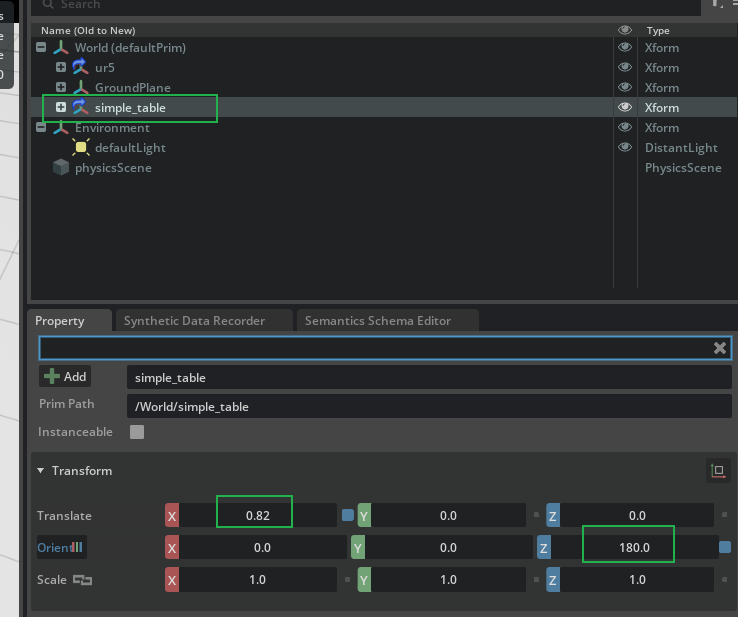 Search
Name (Old to New) Type
World (defaultPrim) Xform
ur5 Xform
GroundPlane Xform
simple_table Xform
Environment Xform
defaultLight DistantLight
physicsScene PhysicsScene
Property Synthetic Data Recorder Semantics Schema Editor
Add simple_table
Prim Path /World/simple_table
Instanceable
Transform
Translate X 0.82 Y 0.0 Z 0.0
Orient X 0.0 Y 0.0 Z 180.0
Scale X 1.0 Y 1.0 Z 1.0